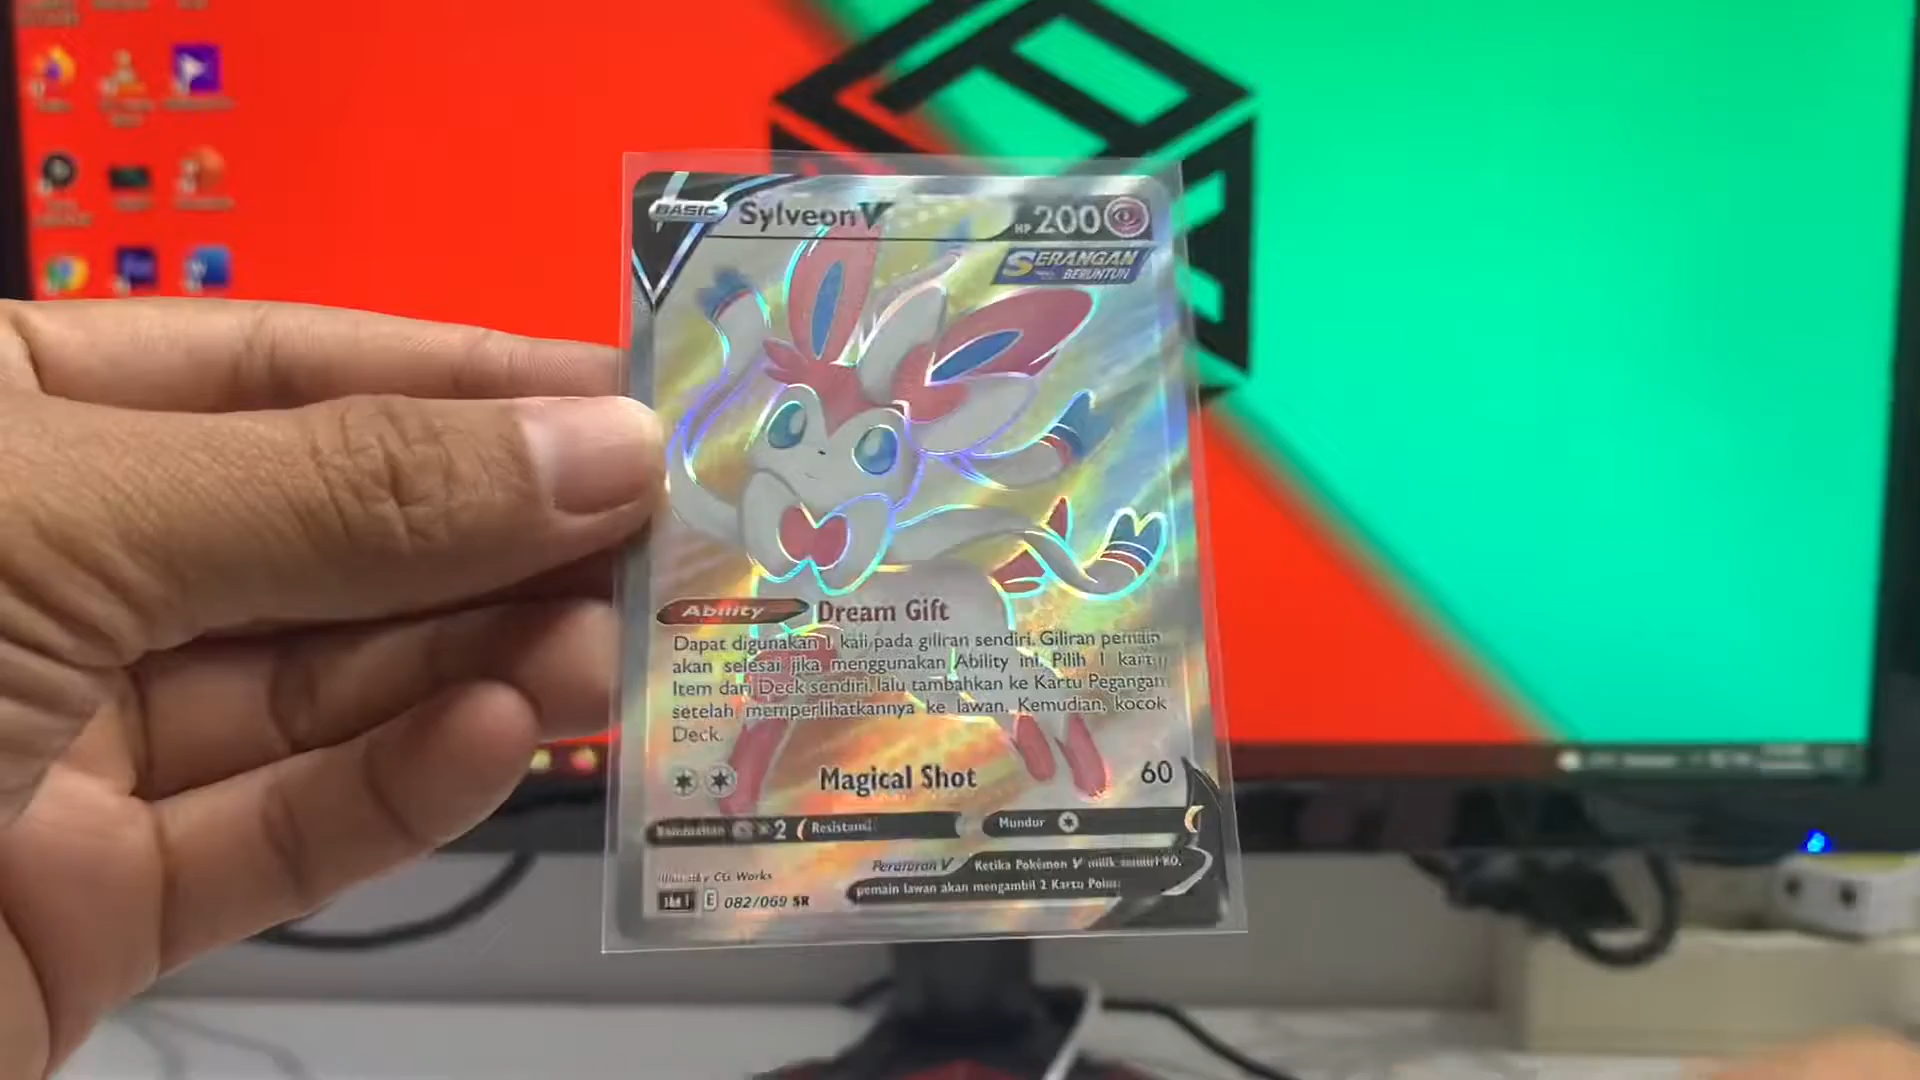 BASIC SylveonV HP 200
SERANGAN
BERUNTUN
Ability Dream Gift
Dapat digunakan 1 kali pada giliran sendiri. Giliran pemain
akan selesai jika menggunakan Ability ini. Pilih 1 kartu
Item dari Deck sendiri, lalu tambahkan ke Kartu Pegangan
setelah memperlihatkannya ke lawan. Kemudian, kocok
Deck.
Magical Shot 60
×2 Resistansi Mundur
Peraturan V Ketika Pokémon V milik KO,
pemain lawan akan mengambil 2 Kartu Point.
CG Works
E 082/069 SR